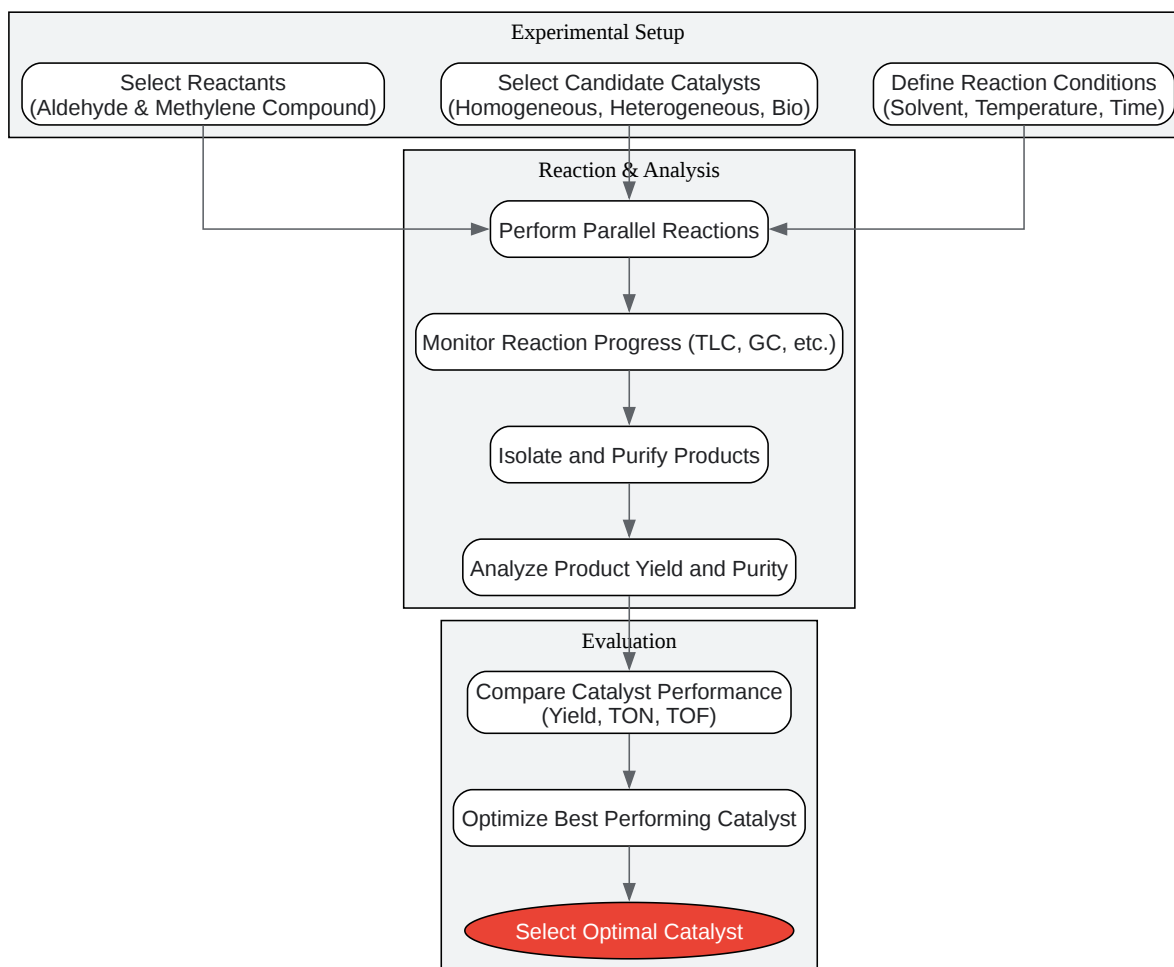 Experimental Setup
Select Reactants
(Aldehyde & Methylene Compound)
Select Candidate Catalysts
(Homogeneous, Heterogeneous, Bio)
Define Reaction Conditions
(Solvent, Temperature, Time)
Reaction & Analysis
Perform Parallel Reactions
Monitor Reaction Progress (TLC, GC, etc.)
Isolate and Purify Products
Analyze Product Yield and Purity
Evaluation
Compare Catalyst Performance
(Yield, TON, TOF)
Optimize Best Performing Catalyst
Select Optimal Catalyst